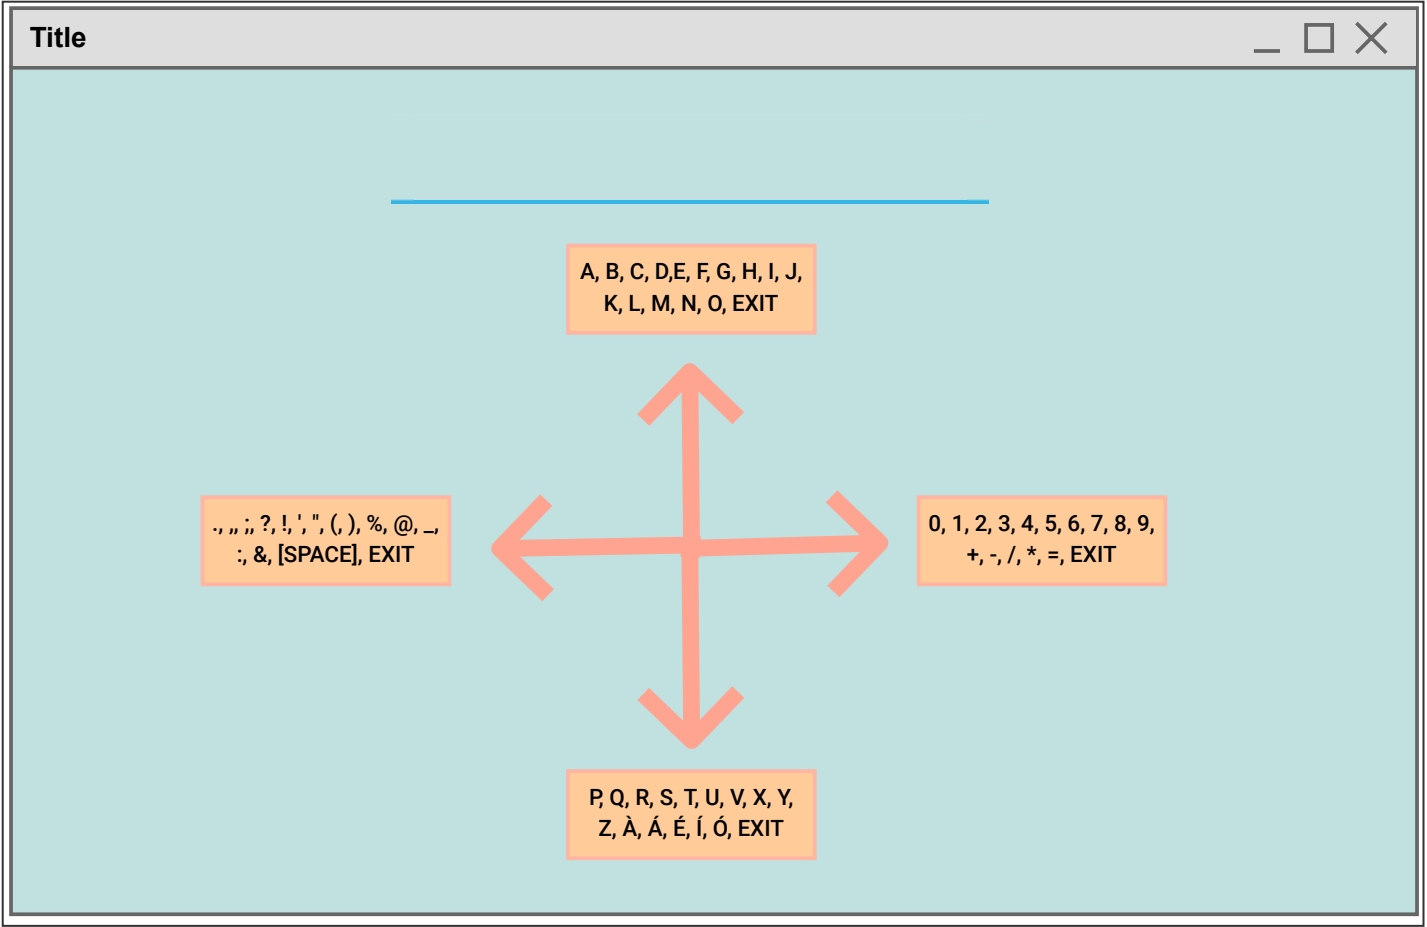 Title
A, B, C, D,E, F, G, H, I, J,
K, L, M, N, O, EXIT
., ,, ;, ?, !, ', ", (, ), %, @, _,
:, &, [SPACE], EXIT
0, 1, 2, 3, 4, 5, 6, 7, 8, 9,
+, -, /, *, =, EXIT
P, Q, R, S, T, U, V, X, Y,
Z, À, Á, É, Í, Ó, EXIT